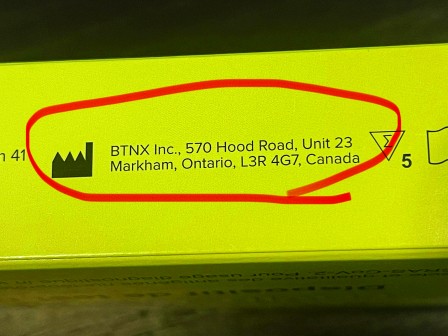 BTNX Inc., 570 Hood Road, Unit 23
41
Markham, Ontario, L3R 4G7, Canada
Σ
5